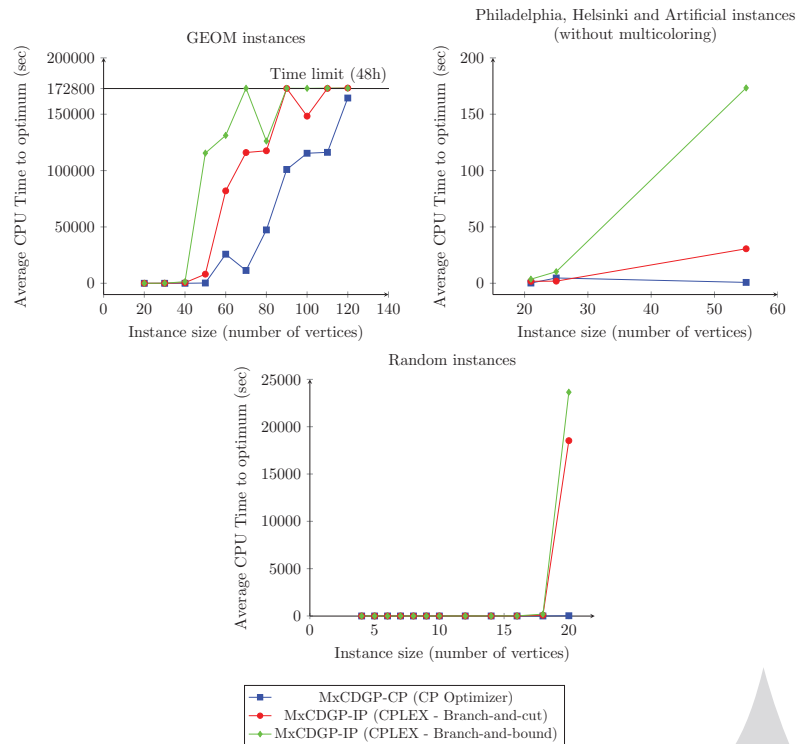 GEOM instances
Average CPU Time to optimum (sec)
200000
172800
150000
100000
50000
0
Time limit (48h)
0 20 40 60 80 100 120 140
Instance size (number of vertices)
Philadelphia, Helsinki and Artificial instances
(without multicoloring)
Average CPU Time to optimum (sec)
200
150
100
50
0
20 30 40 50 60
Instance size (number of vertices)
Random instances
Average CPU Time to optimum (sec)
25000
20000
15000
10000
5000
0
0 5 10 15 20
Instance size (number of vertices)
MxCDGP-CP (CP Optimizer)
MxCDGP-IP (CPLEX - Branch-and-cut)
MxCDGP-IP (CPLEX - Branch-and-bound)